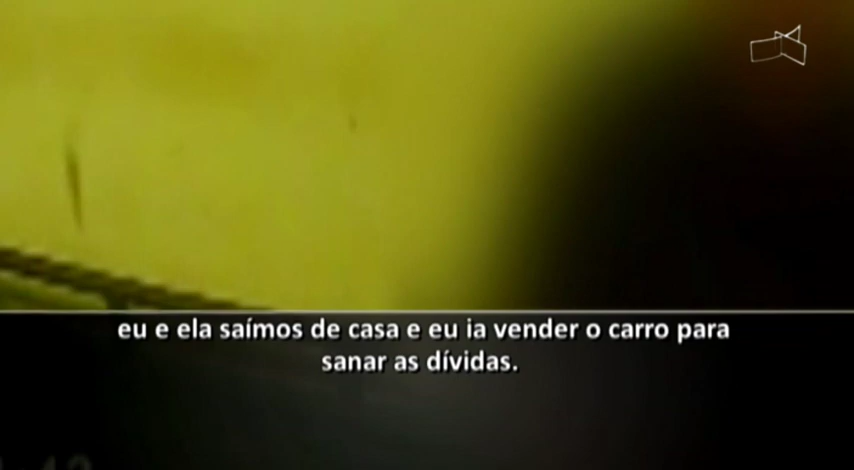 eu e ela saímos de casa e eu ia vender o carro para
sanar as dívidas.